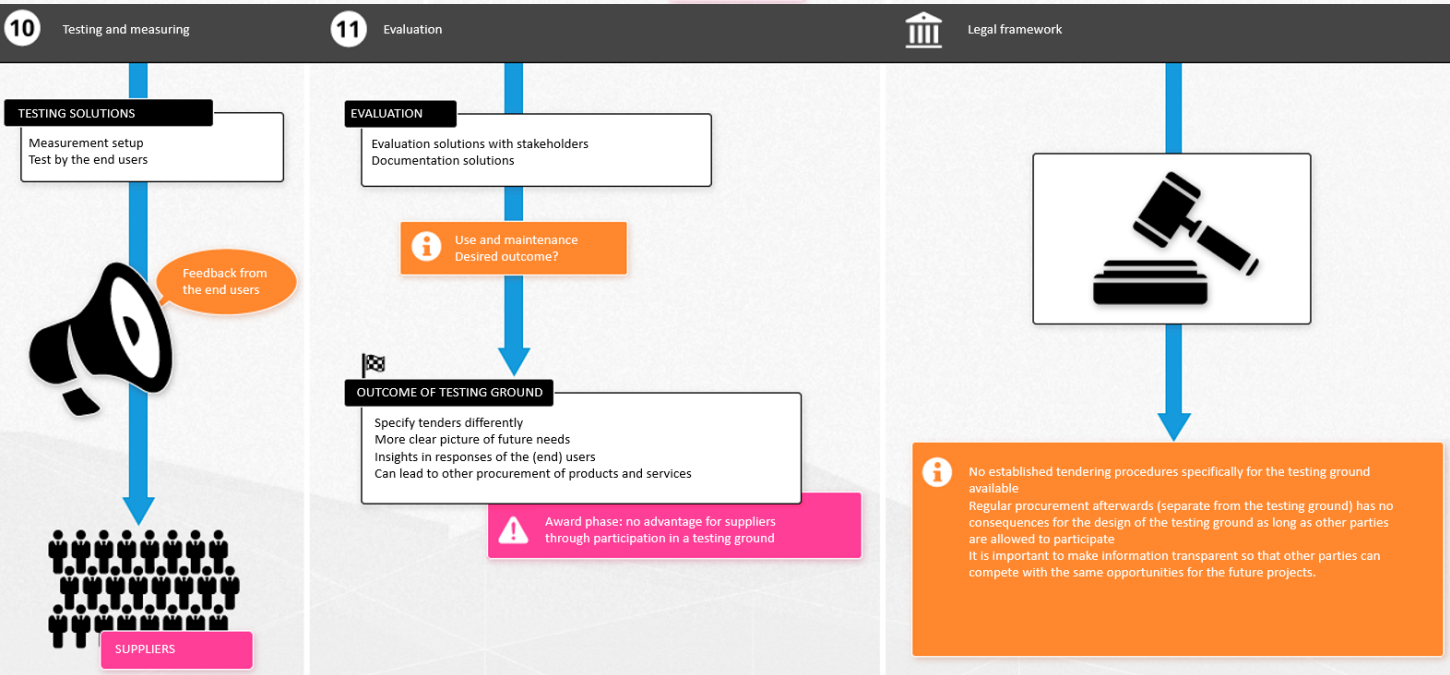 10
Testing and measuring
11
Evaluation
Legal framework
TESTING SOLUTIONS
Measurement setup
Test by the end users
Feedback from
the end users
SUPPLIERS
EVALUATION
Evaluation solutions with stakeholders
Documentation solutions
Use and maintenance
Desired outcome?
OUTCOME OF TESTING GROUND
Specify tenders differently
More clear picture of future needs
Insights in responses of the (end) users
Can lead to other procurement of products and services
Award phase: no advantage for suppliers
through participation in a testing ground
No established tendering procedures specifically for the testing ground
available
Regular procurement afterwards (separate from the testing ground) has no
consequences for the design of the testing ground as long as other parties
are allowed to participate
It is important to make information transparent so that other parties can
compete with the same opportunities for the future projects.